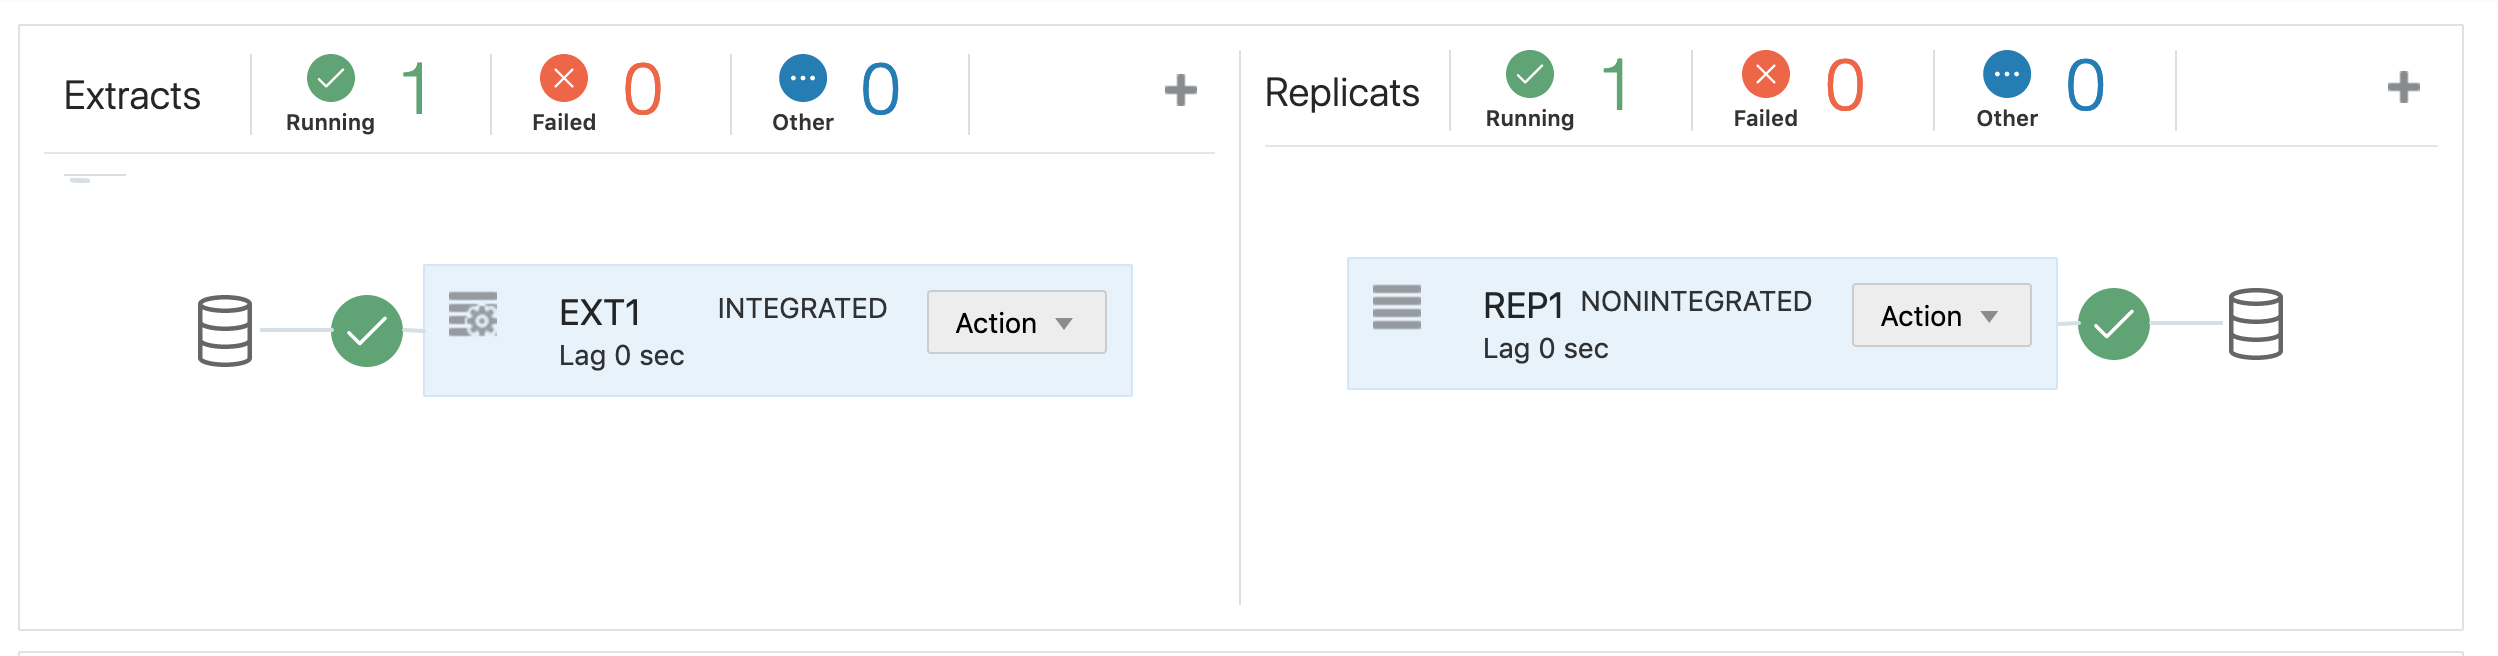 Extracts
Running 1
Failed 0
Other 0
Replicats
Running 1
Failed 0
Other 0
EXT1 INTEGRATED Action
Lag 0 sec
REP1 NONINTEGRATED Action
Lag 0 sec